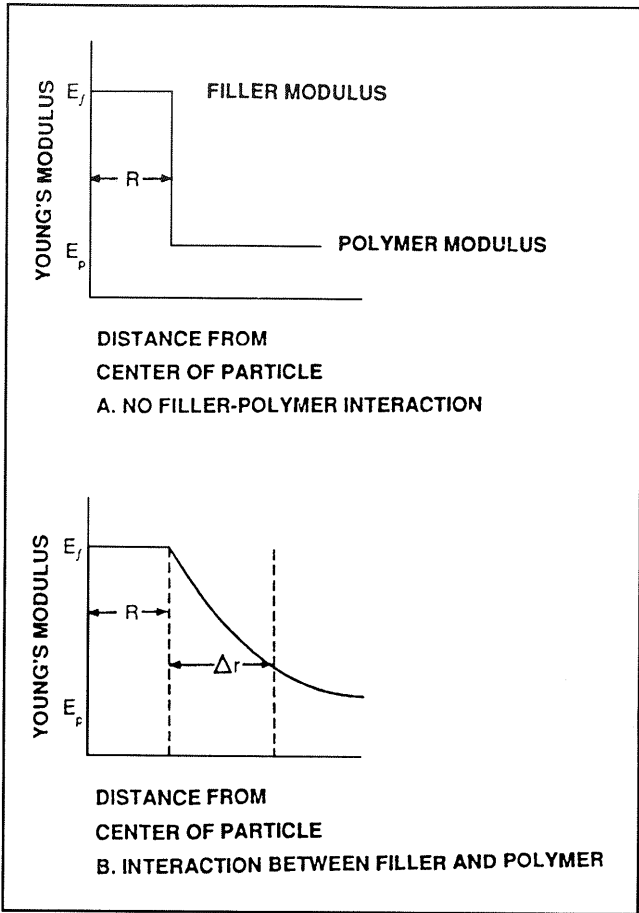 YOUNG'S MODULUS
E_f
FILLER MODULUS
R
E_p
POLYMER MODULUS
DISTANCE FROM
CENTER OF PARTICLE
A. NO FILLER-POLYMER INTERACTION
YOUNG'S MODULUS
E_f
R
Δr
E_p
DISTANCE FROM
CENTER OF PARTICLE
B. INTERACTION BETWEEN FILLER AND POLYMER